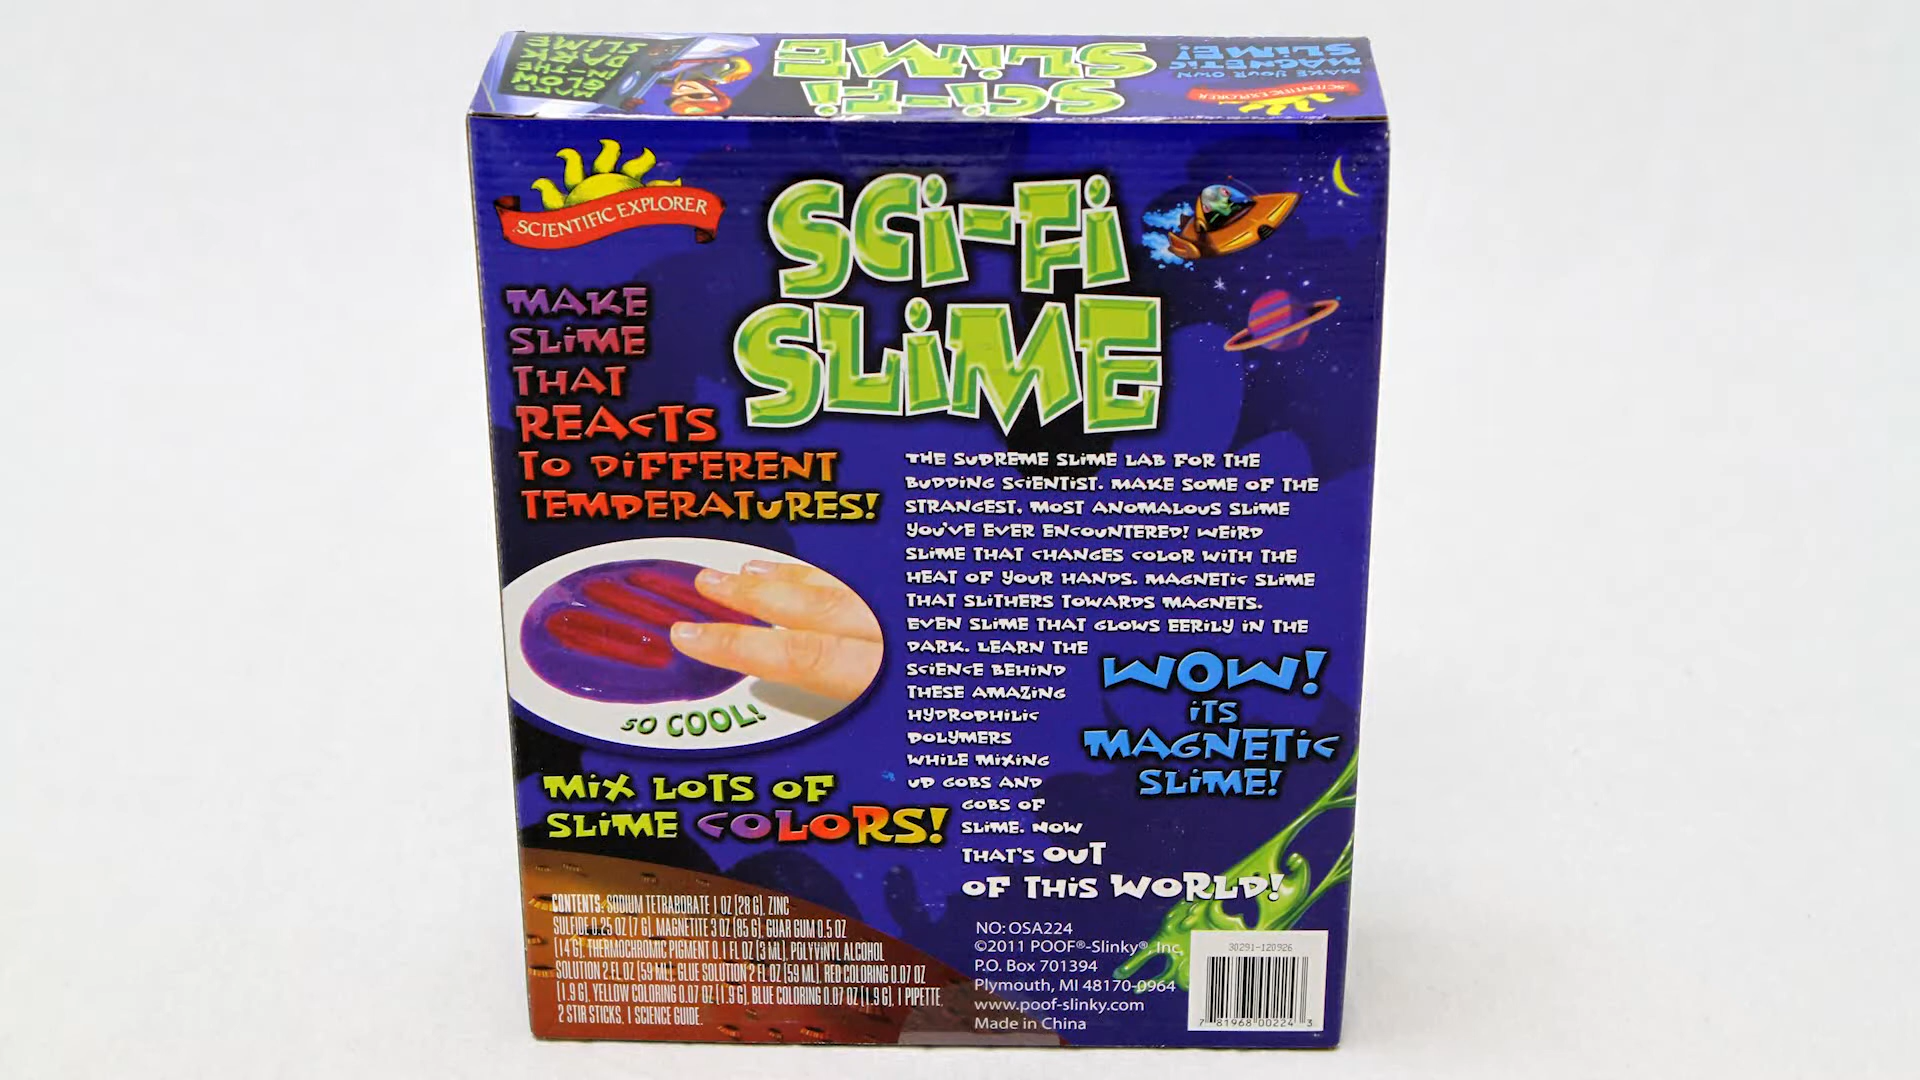 MAKE
GLOW-
IN-THE
DARK
SLIME
SCI-FI
SLIME
MAKE YOUR OWN
MAGNETIC
SLIME!
SCIENTIFIC EXPLORER
SCIENTIFIC EXPLORER
SCI-FI
SLIME
MAKE
SLIME
THAT
REACTS
TO DIFFERENT
TEMPERATURES!
SO COOL!
MIX LOTS OF
SLIME COLORS!
THE SUPREME SLIME LAB FOR THE
BUDDING SCIENTIST. MAKE SOME OF THE
STRANGEST, MOST ANOMALOUS SLIME
YOU'VE EVER ENCOUNTERED! WEIRD
SLIME THAT CHANGES COLOR WITH THE
HEAT OF YOUR HANDS. MAGNETIC SLIME
THAT SLITHERS TOWARDS MAGNETS.
EVEN SLIME THAT GLOWS EERILY IN THE
DARK. LEARN THE
SCIENCE BEHIND
THESE AMAZING
HYDROPHILIC
POLYMERS
WHILE MIXING
UP GOBS AND
GOBS OF
SLIME. NOW
THAT'S OUT
OF THIS WORLD!
WOW!
ITS
MAGNETIC
SLIME!
CONTENTS: SODIUM TETRABORATE 1 OZ (28 G), ZINC
SULFIDE 0.25 OZ (7 G), MAGNETITE 3 OZ (85 G), GUAR GUM 0.5 OZ
(14 G), THERMOCHROMIC PIGMENT 0.1 FL OZ (3 ML), POLYVINYL ALCOHOL
SOLUTION 2 FL OZ (59 ML), GLUE SOLUTION 2 FL OZ (59 ML), RED COLORING 0.07 OZ
(1.9 G), YELLOW COLORING 0.07 OZ (1.9 G), BLUE COLORING 0.07 OZ (1.9 G), 1 PIPETTE,
2 STIR STICKS, 1 SCIENCE GUIDE.
NO: OSA224
©2011 POOF®-Slinky®, Inc.
P.O. Box 701394
Plymouth, MI 48170-0964
www.poof-slinky.com
Made in China
30291-120926
7 81968 00224 3